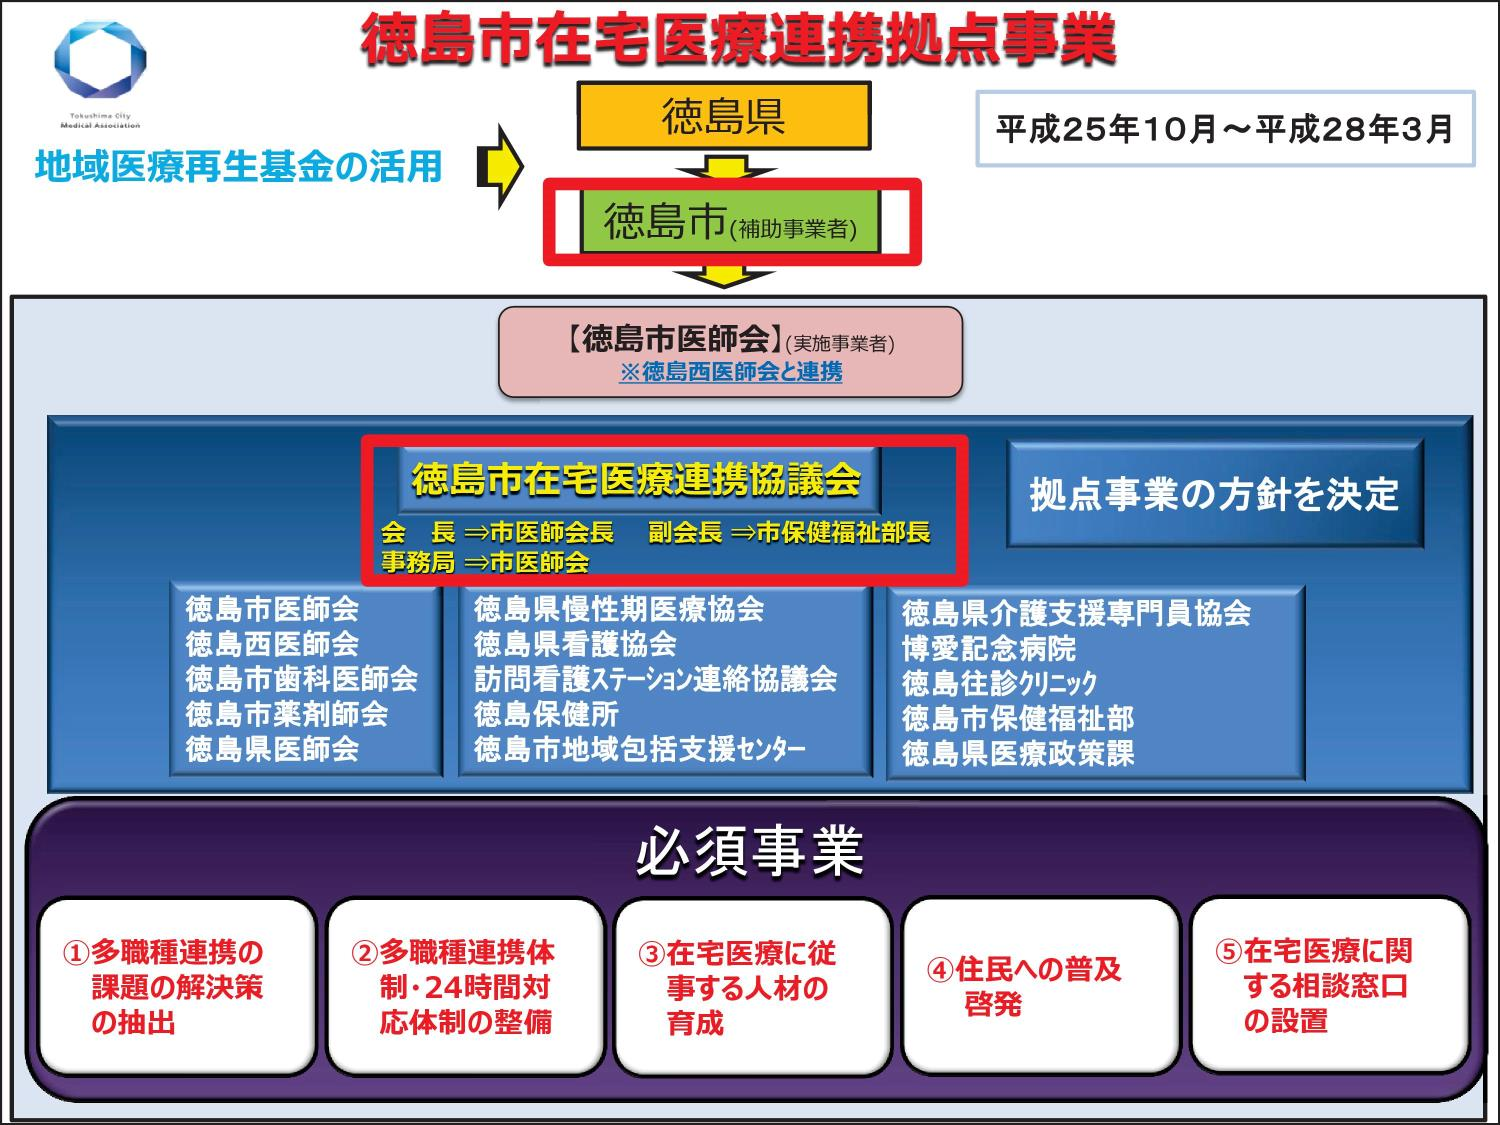 徳島市在宅医療連携拠点事業
Tokushima City
Medical Association
地域医療再生基金の活用
徳島県
平成25年10月～平成28年3月
徳島市(補助事業者)
【徳島市医師会】(実施事業者)
※徳島西医師会と連携
徳島市在宅医療連携協議会
会　長 ⇒市医師会長　副会長 ⇒市保健福祉部長
事務局 ⇒市医師会
拠点事業の方針を決定
徳島市医師会
徳島西医師会
徳島市歯科医師会
徳島市薬剤師会
徳島県医師会
徳島県慢性期医療協会
徳島県看護協会
訪問看護ステーション連絡協議会
徳島保健所
徳島市地域包括支援センター
徳島県介護支援専門員協会
博愛記念病院
徳島往診クリニック
徳島市保健福祉部
徳島県医療政策課
必須事業
①多職種連携の
課題の解決策
の抽出
②多職種連携体
制・24時間対
応体制の整備
③在宅医療に従
事する人材の
育成
④住民への普及
啓発
⑤在宅医療に関
する相談窓口
の設置